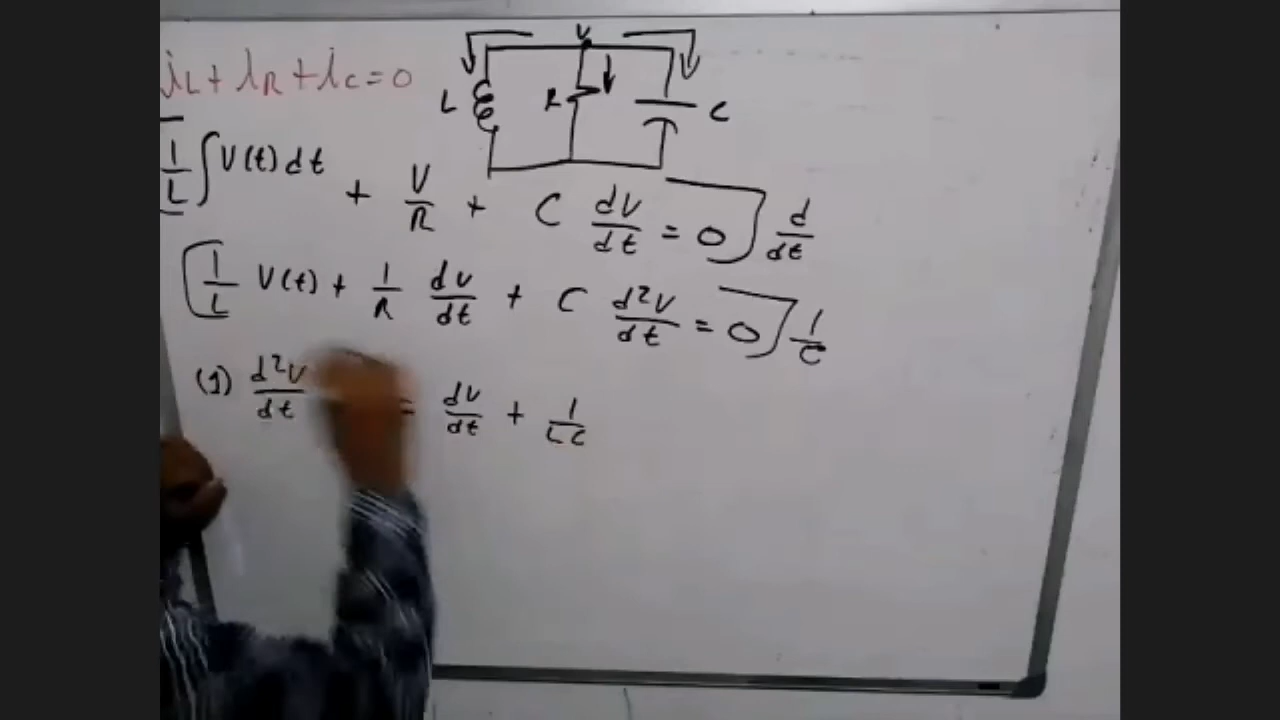 V
iL + iR + iC = 0
L R C
1/L ∫ V(t) dt + V/R + C dV/dt = 0 ] d/dt
[ 1/L V(t) + 1/R dV/dt + C d²V/dt = 0 ] 1/C
(1) d²V/dt = dV/dt + 1/LC